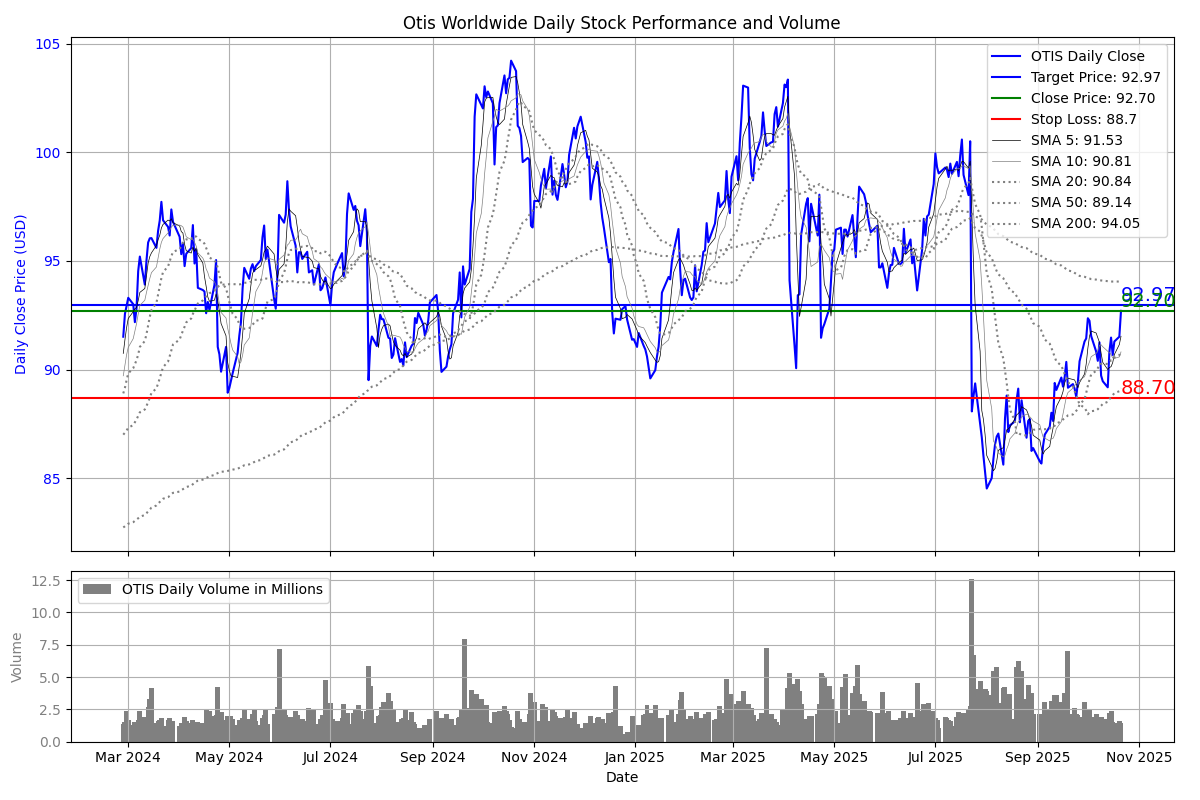 Otis Worldwide Daily Stock Performance and Volume
Daily Close Price (USD)
105
100
95
90
85
OTIS Daily Close
Target Price: 92.97
Close Price: 92.70
Stop Loss: 88.7
SMA 5: 91.53
SMA 10: 90.81
SMA 20: 90.84
SMA 50: 89.14
SMA 200: 94.05
92.97
92.70
88.70
Volume
12.5
10.0
7.5
5.0
2.5
0.0
OTIS Daily Volume in Millions
Mar 2024 May 2024 Jul 2024 Sep 2024 Nov 2024 Jan 2025 Mar 2025 May 2025 Jul 2025 Sep 2025 Nov 2025
Date